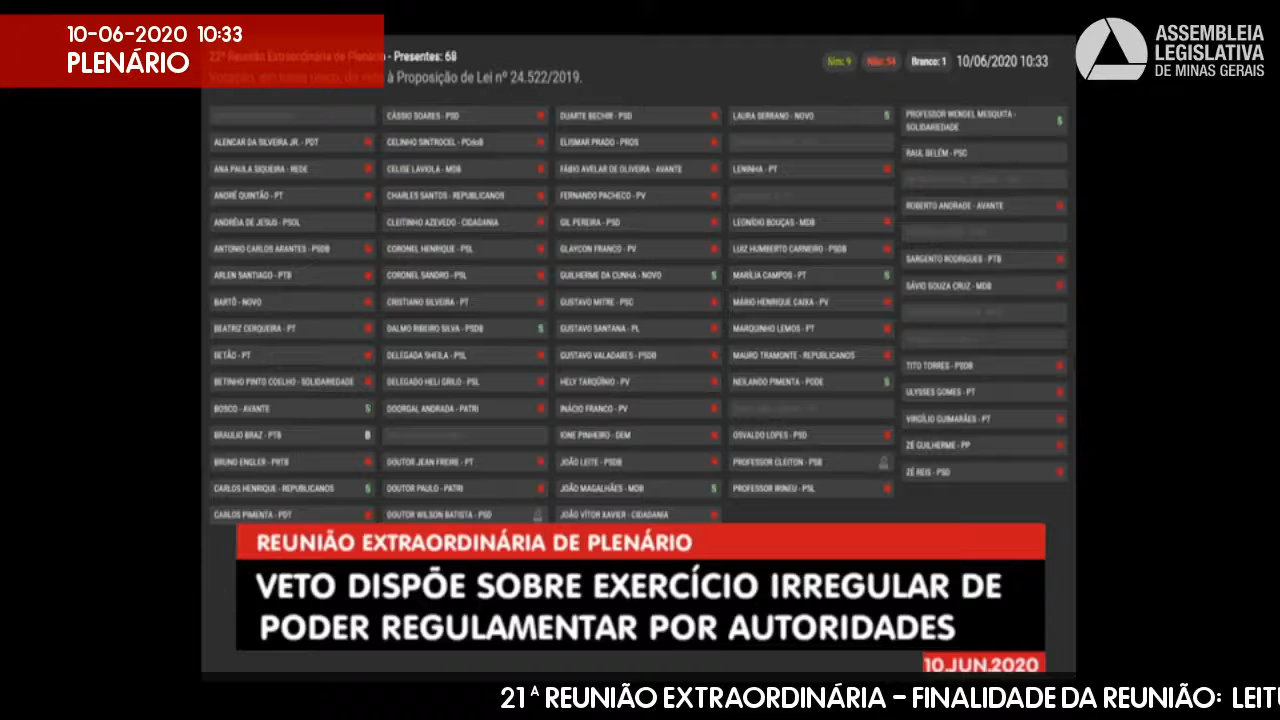 10-06-2020 10:33
PLENÁRIO
22ª Reunião Extraordinária de Plenário - Presentes: 68
Votação, em turno único, do veto à Proposição de Lei nº 24.522/2019.
Sim: 9 Não: 54 Branco: 1 10/06/2020 10:33
ASSEMBLEIA
LEGISLATIVA
DE MINAS GERAIS
ALENCAR DA SILVEIRA JR. - PDT
ANA PAULA SIQUEIRA - REDE
ANDRÉ QUINTÃO - PT
ANDRÉIA DE JESUS - PSOL
ANTONIO CARLOS ARANTES - PSDB
ARLEN SANTIAGO - PTB
BARTÔ - NOVO
BEATRIZ CERQUEIRA - PT
BETÃO - PT
BETINHO PINTO COELHO - SOLIDARIEDADE
BOSCO - AVANTE S
BRAULIO BRAZ - PTB B
BRUNO ENGLER - PRTB
CARLOS HENRIQUE - REPUBLICANOS S
CARLOS PIMENTA - PDT
CÁSSIO SOARES - PSD
CELINHO SINTROCEL - PCdoB
CELISE LAVIOLA - MDB
CHARLES SANTOS - REPUBLICANOS
CLEITINHO AZEVEDO - CIDADANIA
CORONEL HENRIQUE - PSL
CORONEL SANDRO - PSL
CRISTIANO SILVEIRA - PT
DALMO RIBEIRO SILVA - PSDB S
DELEGADA SHEILA - PSL
DELEGADO HELI GRILO - PSL
DOORGAL ANDRADA - PATRI
DOUTOR JEAN FREIRE - PT
DOUTOR PAULO - PATRI
DOUTOR WILSON BATISTA - PSD
DUARTE BECHIR - PSD
ELISMAR PRADO - PROS
FÁBIO AVELAR DE OLIVEIRA - AVANTE
FERNANDO PACHECO - PV
GIL PEREIRA - PSD
GLAYCON FRANCO - PV
GUILHERME DA CUNHA - NOVO S
GUSTAVO MITRE - PSC
GUSTAVO SANTANA - PL
GUSTAVO VALADARES - PSDB
HELY TARQÜÍNIO - PV
INÁCIO FRANCO - PV
IONE PINHEIRO - DEM
JOÃO LEITE - PSDB
JOÃO MAGALHÃES - MDB S
JOÃO VÍTOR XAVIER - CIDADANIA
LAURA SERRANO - NOVO S
LENINHA - PT
LEONÍDIO BOUÇAS - MDB
LUIZ HUMBERTO CARNEIRO - PSDB
MARÍLIA CAMPOS - PT S
MÁRIO HENRIQUE CAIXA - PV
MARQUINHO LEMOS - PT
MAURO TRAMONTE - REPUBLICANOS
NEILANDO PIMENTA - PODE S
OSVALDO LOPES - PSD
PROFESSOR CLEITON - PSB
PROFESSOR IRINEU - PSL
PROFESSOR WENDEL MESQUITA -
SOLIDARIEDADE S
RAUL BELÉM - PSC
ROBERTO ANDRADE - AVANTE
SARGENTO RODRIGUES - PTB
SÁVIO SOUZA CRUZ - MDB
TITO TORRES - PSDB
ULYSSES GOMES - PT
VIRGÍLIO GUIMARÃES - PT
ZÉ GUILHERME - PP
ZÉ REIS - PSD
REUNIÃO EXTRAORDINÁRIA DE PLENÁRIO
VETO DISPÕE SOBRE EXERCÍCIO IRREGULAR DE
PODER REGULAMENTAR POR AUTORIDADES
10.JUN.2020
21ª REUNIÃO EXTRAORDINÁRIA – FINALIDADE DA REUNIÃO: LEIT